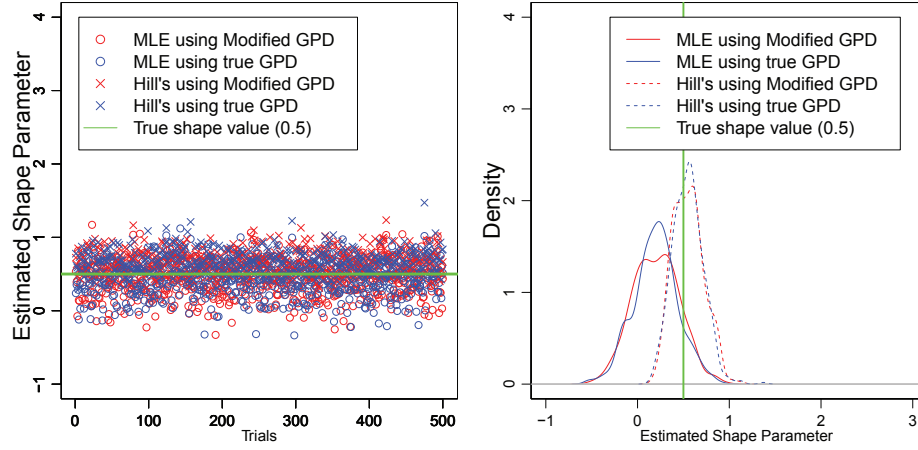 MLE using Modified GPD
MLE using true GPD
Hill's using Modified GPD
Hill's using true GPD
True shape value (0.5)
Estimated Shape Parameter
4
3
2
1
0
−1
0
100
200
300
400
500
Trials
MLE using Modified GPD
MLE using true GPD
Hill's using Modified GPD
Hill's using true GPD
True shape value (0.5)
Density
4
3
2
1
0
−1
0
1
2
3
Estimated Shape Parameter